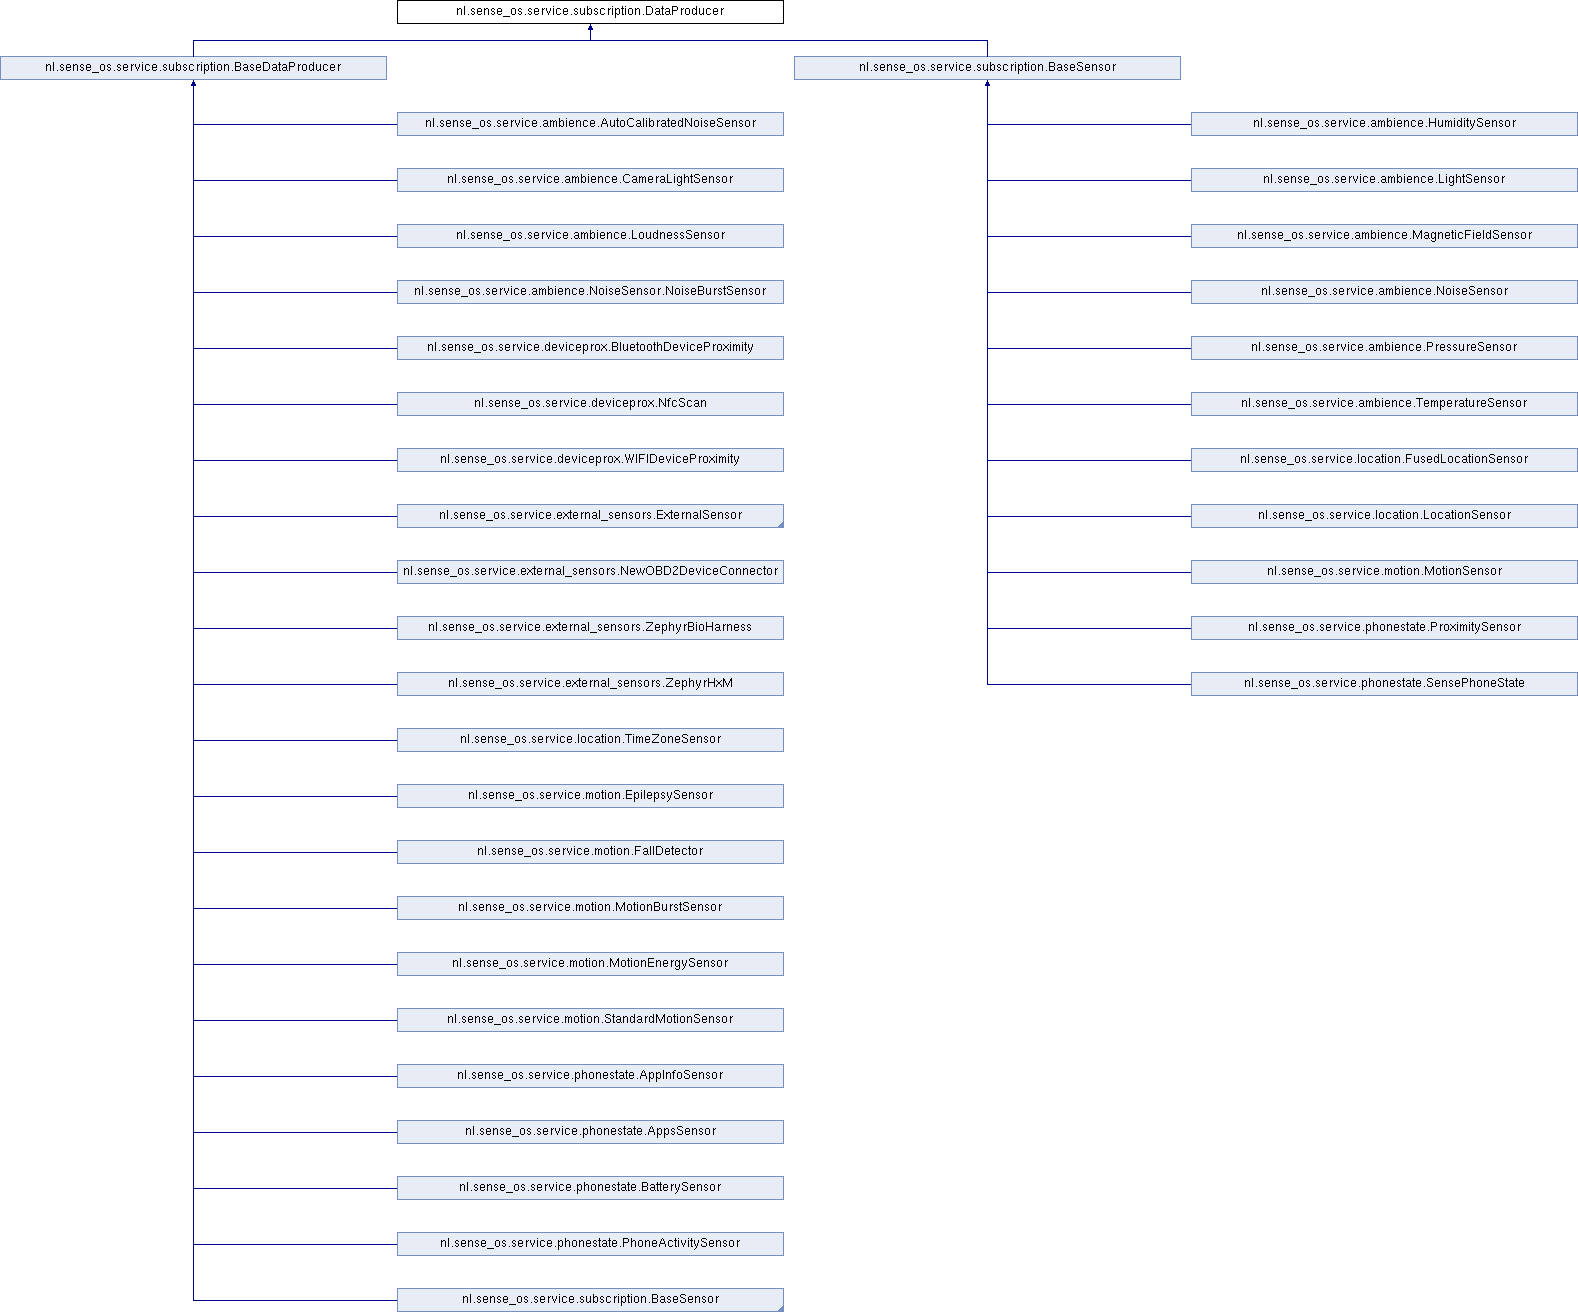 nl.sense_os.service.subscription.DataProducer
nl.sense_os.service.subscription.BaseDataProducer
nl.sense_os.service.subscription.BaseSensor
nl.sense_os.service.ambience.AutoCalibratedNoiseSensor
nl.sense_os.service.ambience.HumiditySensor
nl.sense_os.service.ambience.CameraLightSensor
nl.sense_os.service.ambience.LightSensor
nl.sense_os.service.ambience.LoudnessSensor
nl.sense_os.service.ambience.MagneticFieldSensor
nl.sense_os.service.ambience.NoiseSensor.NoiseBurstSensor
nl.sense_os.service.ambience.NoiseSensor
nl.sense_os.service.deviceprox.BluetoothDeviceProximity
nl.sense_os.service.ambience.PressureSensor
nl.sense_os.service.deviceprox.NfcScan
nl.sense_os.service.ambience.TemperatureSensor
nl.sense_os.service.deviceprox.WIFIDeviceProximity
nl.sense_os.service.location.FusedLocationSensor
nl.sense_os.service.external_sensors.ExternalSensor
nl.sense_os.service.location.LocationSensor
nl.sense_os.service.external_sensors.NewOBD2DeviceConnector
nl.sense_os.service.motion.MotionSensor
nl.sense_os.service.external_sensors.ZephyrBioHarness
nl.sense_os.service.phonestate.ProximitySensor
nl.sense_os.service.external_sensors.ZephyrHxM
nl.sense_os.service.phonestate.SensePhoneState
nl.sense_os.service.location.TimeZoneSensor
nl.sense_os.service.motion.EpilepsySensor
nl.sense_os.service.motion.FallDetector
nl.sense_os.service.motion.MotionBurstSensor
nl.sense_os.service.motion.MotionEnergySensor
nl.sense_os.service.motion.StandardMotionSensor
nl.sense_os.service.phonestate.AppInfoSensor
nl.sense_os.service.phonestate.AppsSensor
nl.sense_os.service.phonestate.BatterySensor
nl.sense_os.service.phonestate.PhoneActivitySensor
nl.sense_os.service.subscription.BaseSensor